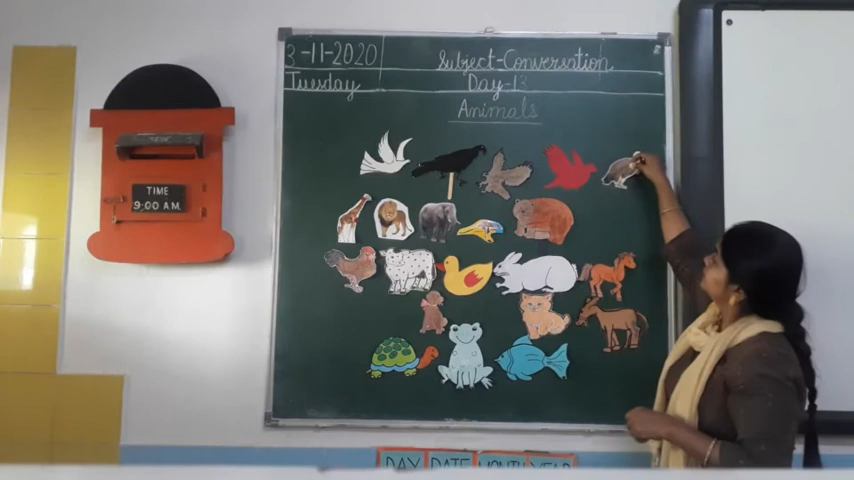 3-11-2020
Tuesday
Subject-Conversation
Day-13
Animals
TIME
9:00 A.M.
DAY DATE MONTH YEAR